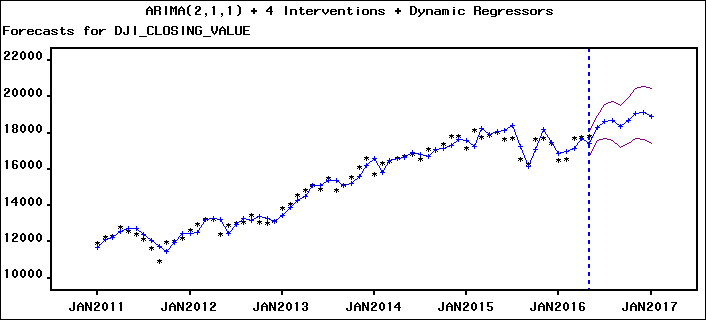 ARIMA(2,1,1) + 4 Interventions + Dynamic Regressors
Forecasts for DJI_CLOSING_VALUE
22000
20000
18000
16000
14000
12000
10000
JAN2011 JAN2012 JAN2013 JAN2014 JAN2015 JAN2016 JAN2017